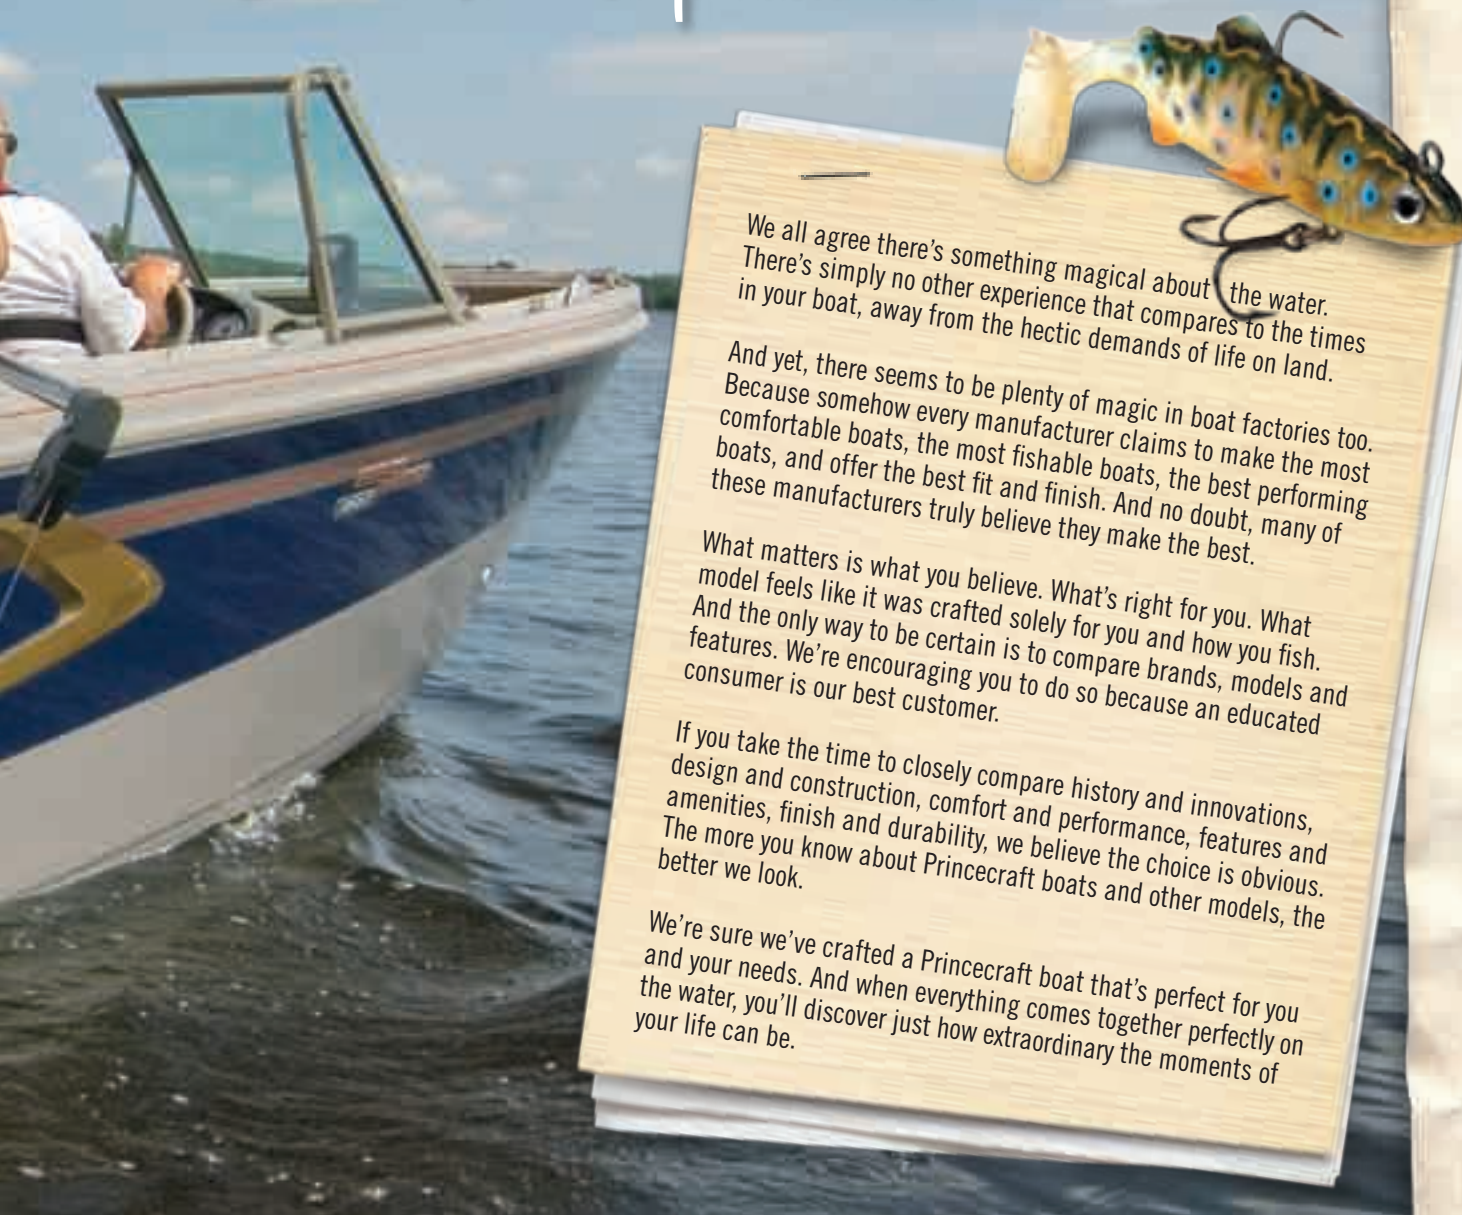 We all agree there's something magical about the water.
There's simply no other experience that compares to the times
in your boat, away from the hectic demands of life on land.
And yet, there seems to be plenty of magic in boat factories too.
Because somehow every manufacturer claims to make the most
comfortable boats, the most fishable boats, the best performing
boats, and offer the best fit and finish. And no doubt, many of
these manufacturers truly believe they make the best.
What matters is what you believe. What's right for you. What
model feels like it was crafted solely for you and how you fish.
And the only way to be certain is to compare brands, models and
features. We're encouraging you to do so because an educated
consumer is our best customer.
If you take the time to closely compare history and innovations,
design and construction, comfort and performance, features and
amenities, finish and durability, we believe the choice is obvious.
The more you know about Princecraft boats and other models, the
better we look.
We're sure we've crafted a Princecraft boat that's perfect for you
and your needs. And when everything comes together perfectly on
the water, you'll discover just how extraordinary the moments of
your life can be.